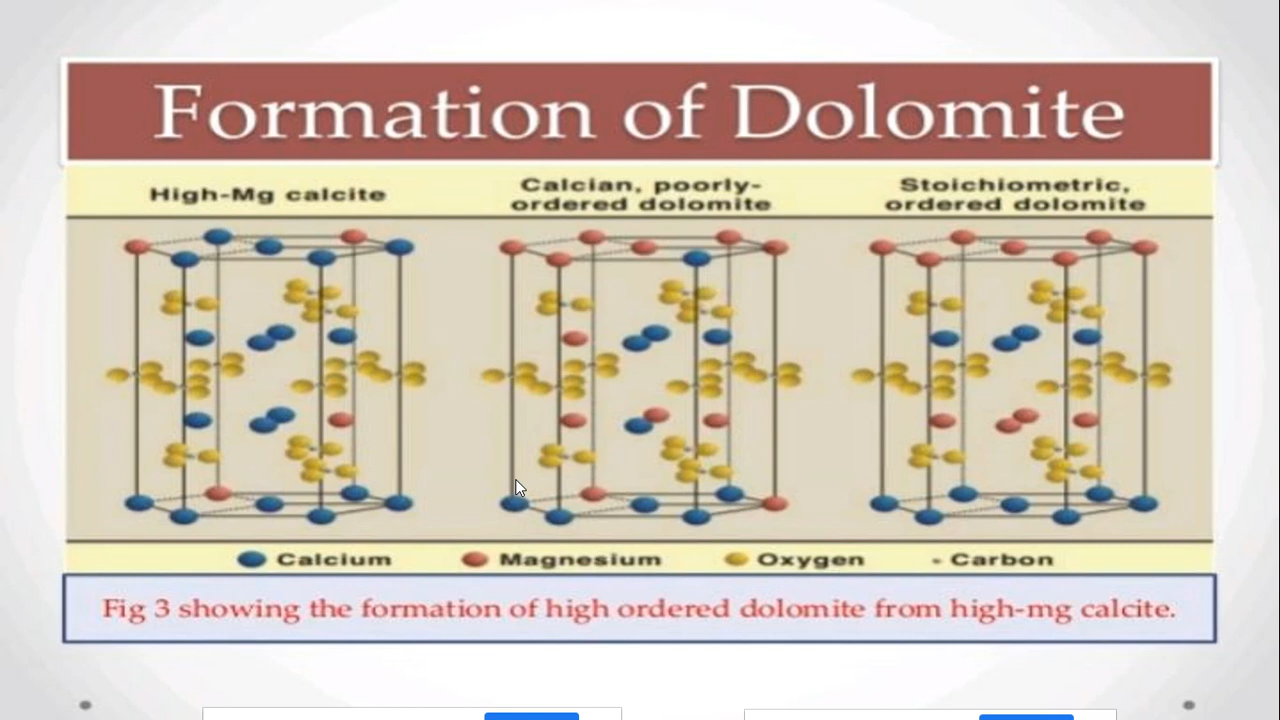 Formation of Dolomite
High-Mg calcite
Calcian, poorly-
ordered dolomite
Stoichiometric,
ordered dolomite
Calcium Magnesium Oxygen - Carbon
Fig 3 showing the formation of high ordered dolomite from high-mg calcite.